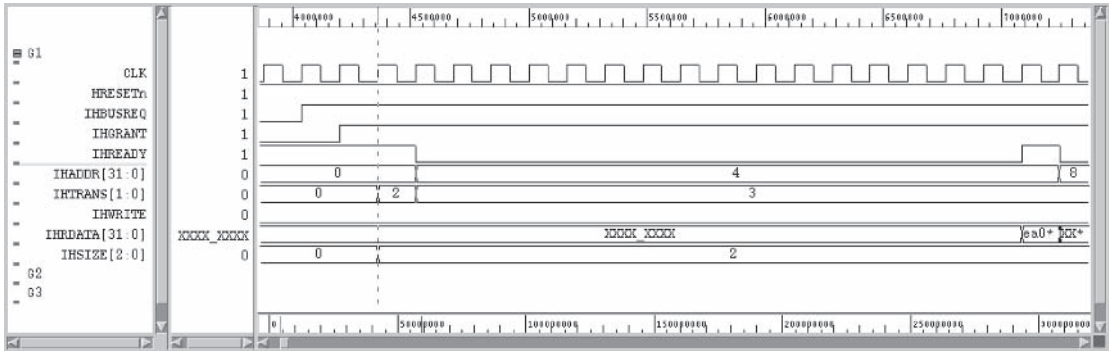 4000000 4500000 5000000 5500000 6000000 6500000 7000000
G1
CLK 1
HRESETn 1
IHBUSREQ 1
IHGRANT 1
IHREADY 1
IHADDR[31:0] 0 0 4 8
IHTRANS[1:0] 0 0 2 3
IHWRITE 0
IHRDATA[31:0] XXXX_XXXX XXXX_XXXX ea0* XX*
IHSIZE[2:0] 0 0 2
G2
G3
0 50000000 100000000 150000000 200000000 250000000 300000000